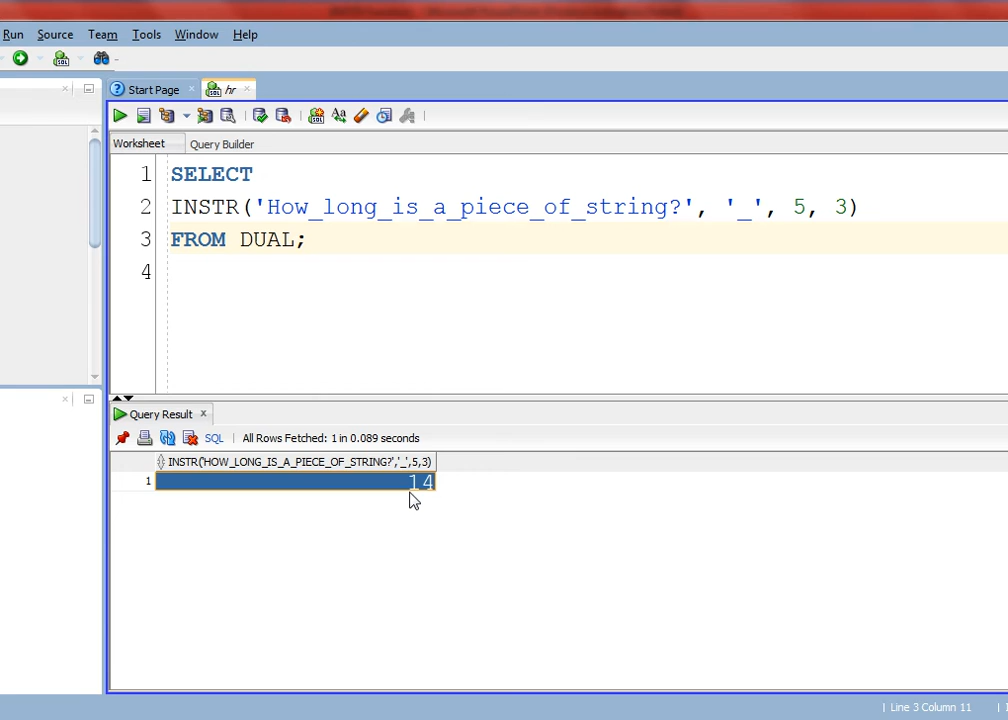 Run Source Team Tools Window Help
Start Page hr
Worksheet Query Builder
1 SELECT
2 INSTR('How_long_is_a_piece_of_string?', '_', 5, 3)
3 FROM DUAL;
4
Query Result
SQL | All Rows Fetched: 1 in 0.089 seconds
INSTR('HOW_LONG_IS_A_PIECE_OF_STRING?','_',5,3)
1 14
Line 3 Column 11